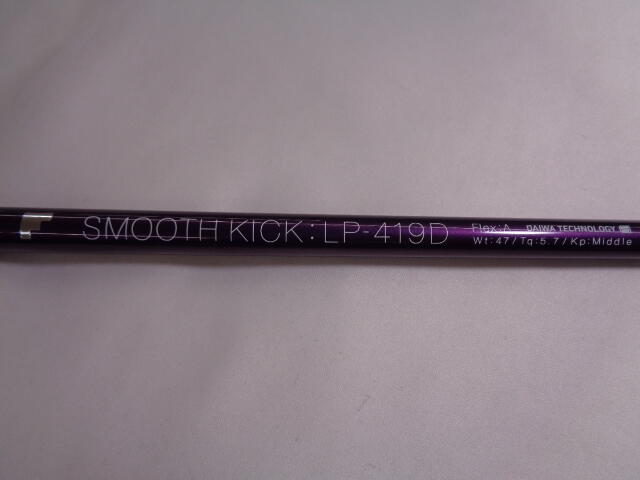 SMOOTH KICK:LP-419D
Flex:A DAIWA TECHNOLOGY
Wt:47/Tq:5.7/Kp:Middle